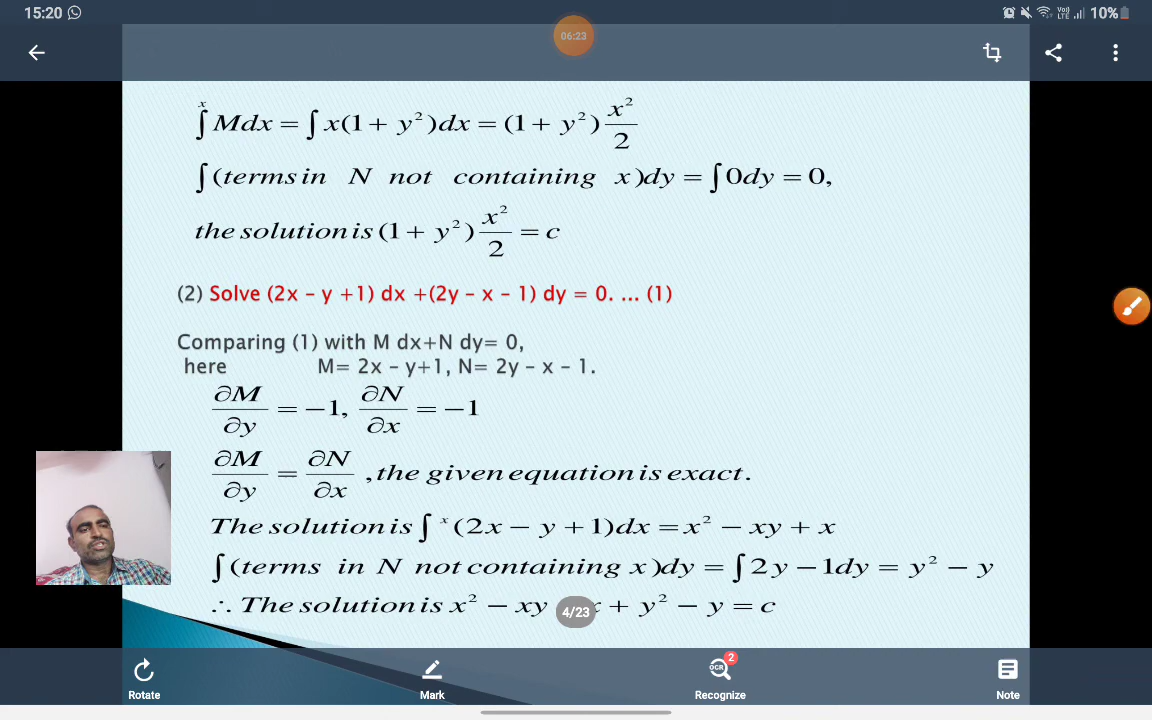 15:20
06:23
Vo)) LTE 10%
∫ˣ Mdx = ∫ x(1 + y²)dx = (1 + y²) x²/2
∫(terms in N not containing x)dy = ∫0dy = 0,
the solution is (1 + y²) x²/2 = c
(2) Solve (2x – y +1) dx +(2y – x – 1) dy = 0. ... (1)
Comparing (1) with M dx+N dy= 0,
here M= 2x – y+1, N= 2y – x – 1.
∂M/∂y = −1, ∂N/∂x = −1
∂M/∂y = ∂N/∂x , the given equation is exact.
The solution is ∫ˣ (2x − y + 1)dx = x² − xy + x
∫(terms in N not containing x)dy = ∫2y − 1dy = y² − y
∴ The solution is x² − xy x + y² − y = c
4/23
OCR 2
Rotate Mark Recognize Note